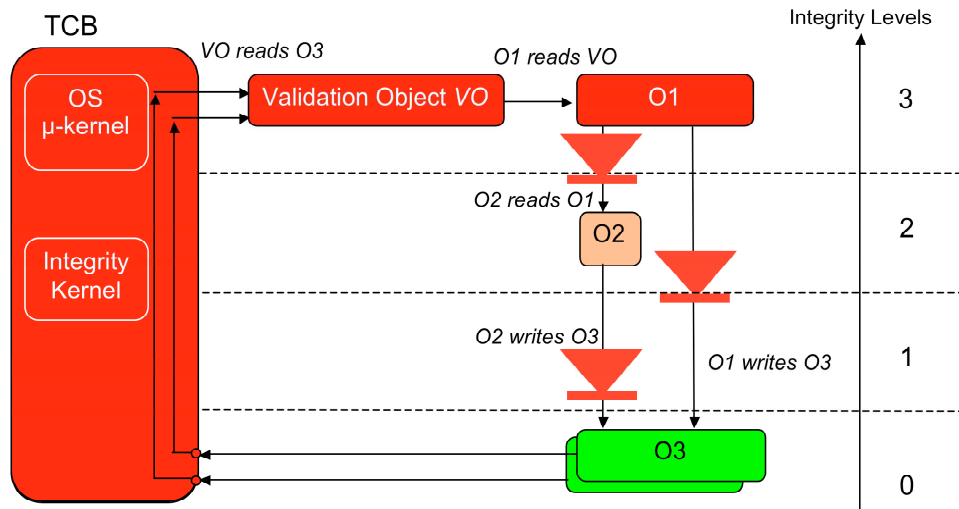 TCB
Integrity Levels
VO reads O3
O1 reads VO
OS
μ-kernel
Validation Object VO
O1
3
O2 reads O1
O2
2
Integrity
Kernel
O2 writes O3
O1 writes O3
1
O3
0